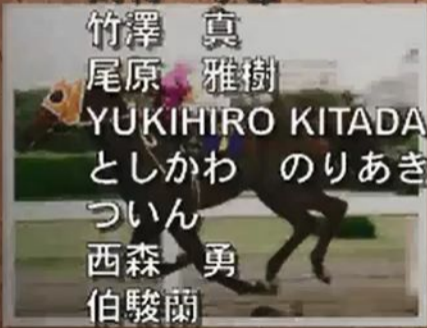 竹澤　真
尾原　雅樹
YUKIHIRO KITADA
としかわ　のりあき
ついん
西森　勇
伯駿蘭